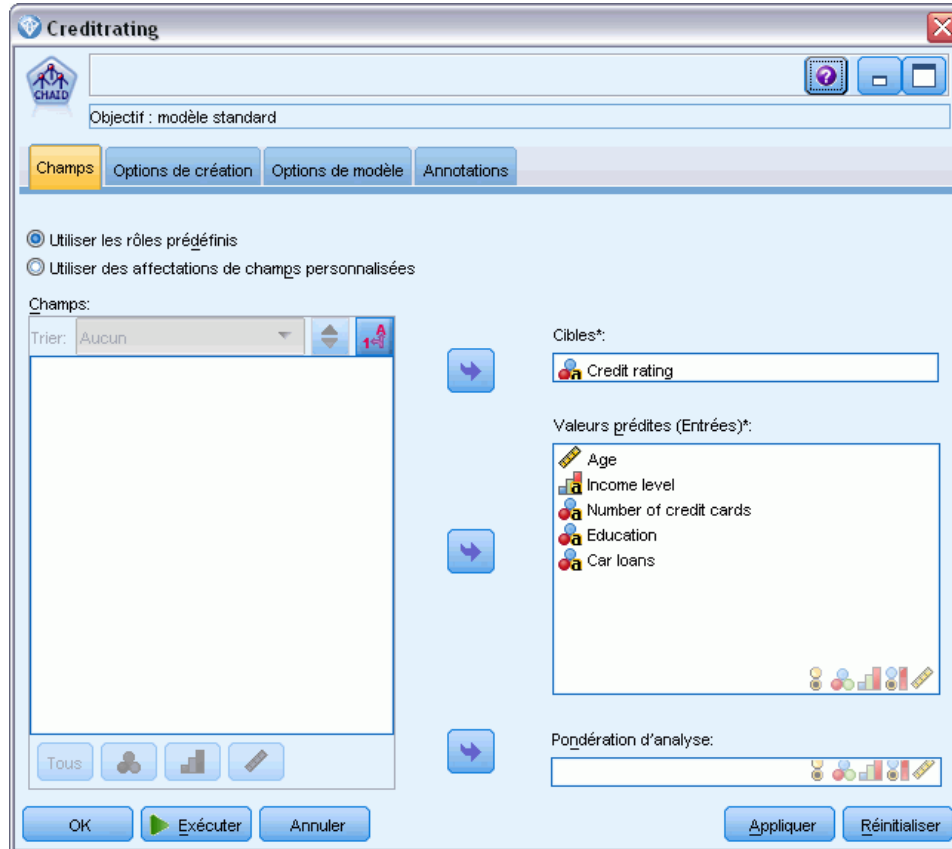 Creditrating
CHAID
Objectif : modèle standard
Champs
Options de création
Options de modèle
Annotations
Utiliser les rôles prédéfinis
Utiliser des affectations de champs personnalisées
Champs:
Trier: Aucun
Cibles*:
Credit rating
Valeurs prédites (Entrées)*:
Age
Income level
Number of credit cards
Education
Car loans
Pondération d'analyse:
Tous
OK
Exécuter
Annuler
Appliquer
Réinitialiser